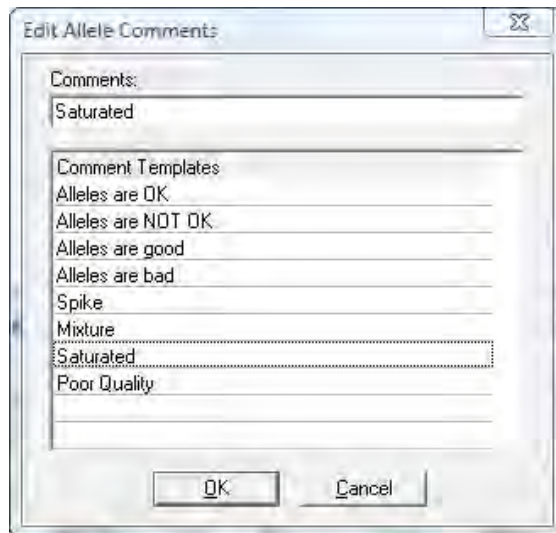 Edit Allele Comments
Comments:
Saturated
Comment Templates
Alleles are OK
Alleles are NOT OK
Alleles are good
Alleles are bad
Spike
Mixture
Saturated
Poor Quality
OK
Cancel